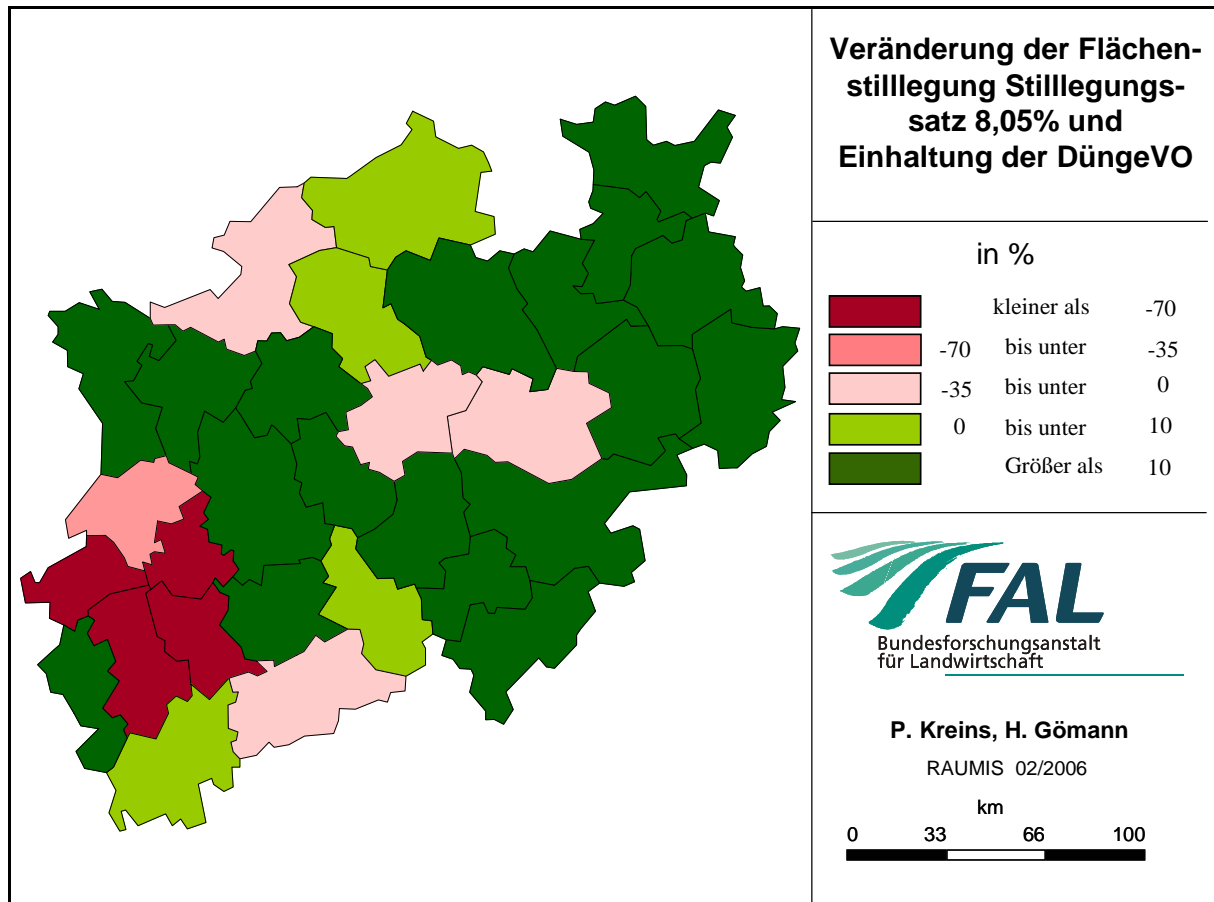 Veränderung der Flächen-
stilllegung Stilllegungs-
satz 8,05% und
Einhaltung der DüngeVO
in %
kleiner als -70
-70 bis unter -35
-35 bis unter 0
0 bis unter 10
Größer als 10
FAL
Bundesforschungsanstalt
für Landwirtschaft
P. Kreins, H. Gömann
RAUMIS 02/2006
km
0 33 66 100